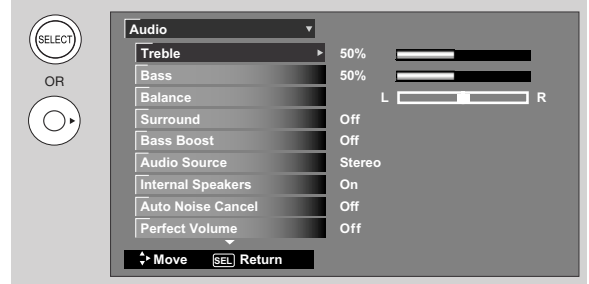 SELECT
OR
Audio
Treble 50%
Bass 50%
Balance L R
Surround Off
Bass Boost Off
Audio Source Stereo
Internal Speakers On
Auto Noise Cancel Off
Perfect Volume Off
Move SEL Return